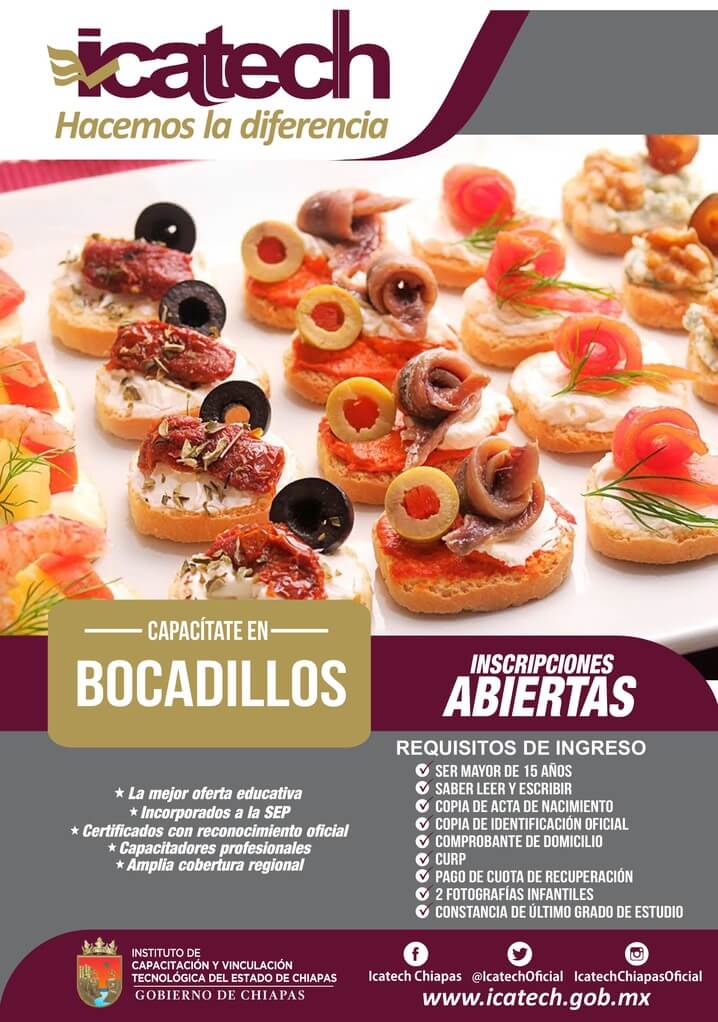 icatech
Hacemos la diferencia
CAPACÍTATE EN
BOCADILLOS
INSCRIPCIONES
ABIERTAS
★ La mejor oferta educativa
★ Incorporados a la SEP
★ Certificados con reconocimiento oficial
★ Capacitadores profesionales
★ Amplia cobertura regional
REQUISITOS DE INGRESO
SER MAYOR DE 15 AÑOS
SABER LEER Y ESCRIBIR
COPIA DE ACTA DE NACIMIENTO
COPIA DE IDENTIFICACIÓN OFICIAL
COMPROBANTE DE DOMICILIO
CURP
PAGO DE CUOTA DE RECUPERACIÓN
2 FOTOGRAFÍAS INFANTILES
CONSTANCIA DE ÚLTIMO GRADO DE ESTUDIO
INSTITUTO DE
CAPACITACIÓN Y VINCULACIÓN
TECNOLÓGICA DEL ESTADO DE CHIAPAS
GOBIERNO DE CHIAPAS
Icatech Chiapas
@IcatechOficial
IcatechChiapasOficial
www.icatech.gob.mx